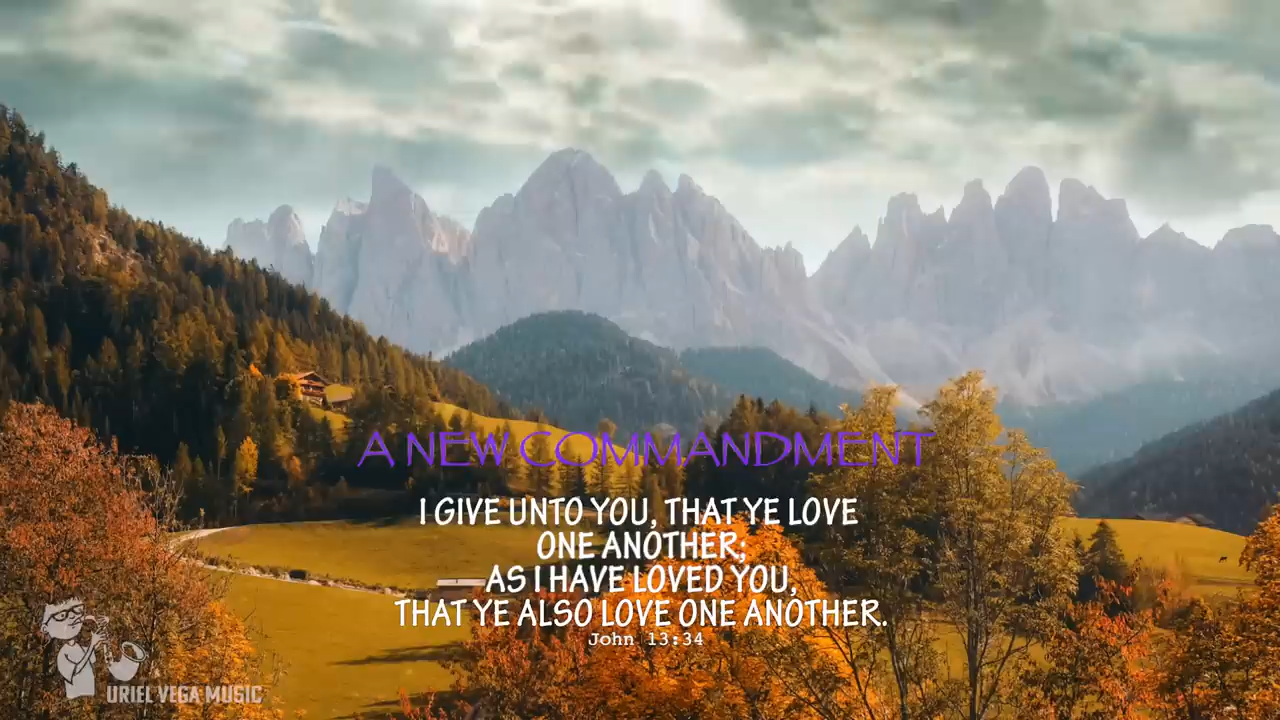 A NEW COMMANDMENT
I GIVE UNTO YOU, THAT YE LOVE
ONE ANOTHER;
AS I HAVE LOVED YOU,
THAT YE ALSO LOVE ONE ANOTHER.
John 13:34
URIEL VEGA MUSIC